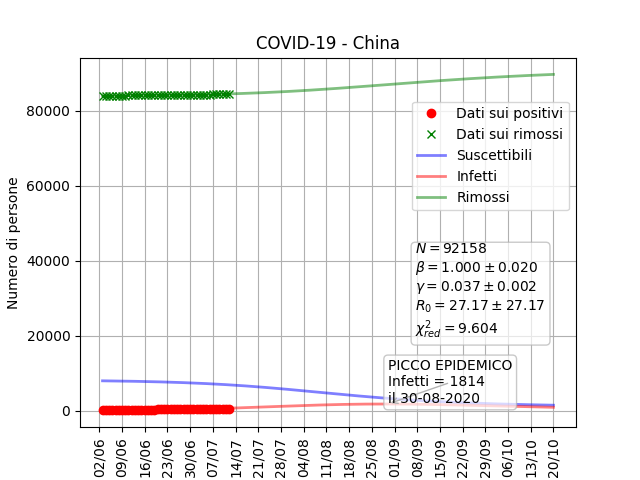 COVID-19 - China
Numero di persone
80000
60000
40000
20000
0
Dati sui positivi
Dati sui rimossi
Suscettibili
Infetti
Rimossi
N = 92158
β = 1.000 ± 0.020
γ = 0.037 ± 0.002
R₀ = 27.17 ± 27.17
χ²red = 9.604
PICCO EPIDEMICO
Infetti = 1814
il 30-08-2020
02/06
09/06
16/06
23/06
30/06
07/07
14/07
21/07
28/07
04/08
11/08
18/08
25/08
01/09
08/09
15/09
22/09
29/09
06/10
13/10
20/10